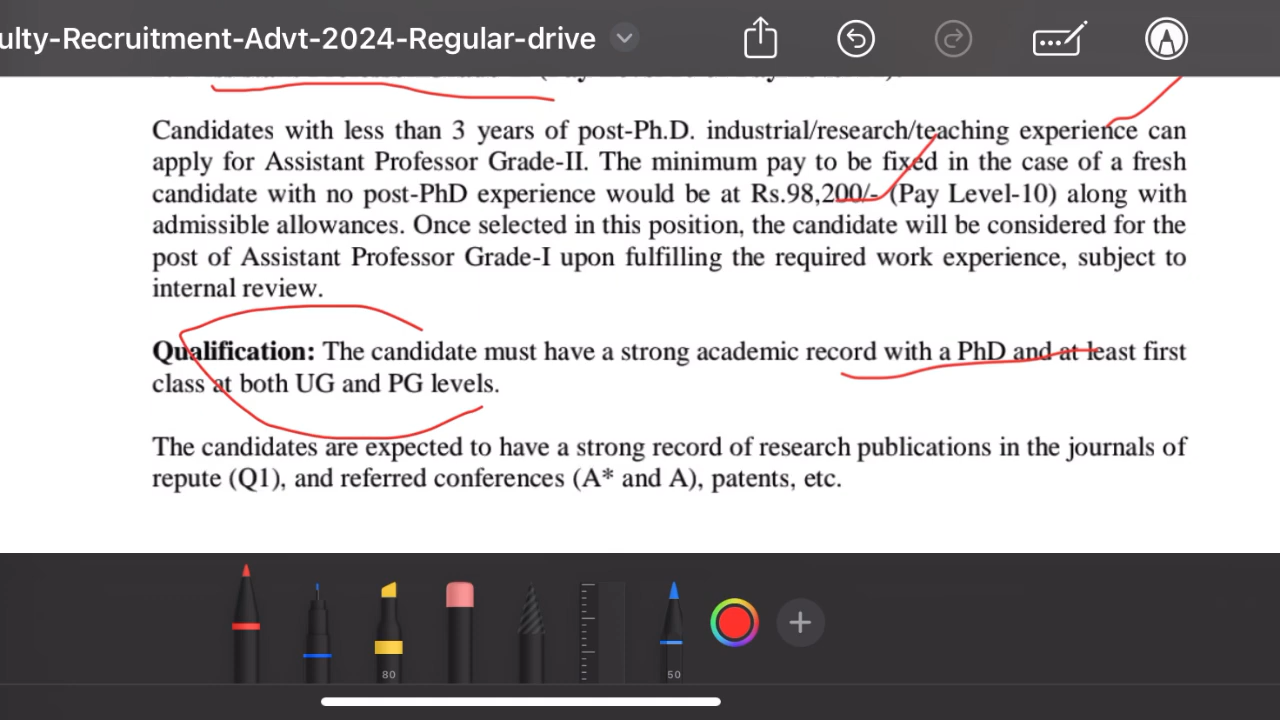 ulty-Recruitment-Advt-2024-Regular-drive
Candidates with less than 3 years of post-Ph.D. industrial/research/teaching experience can
apply for Assistant Professor Grade-II. The minimum pay to be fixed in the case of a fresh
candidate with no post-PhD experience would be at Rs.98,200/- (Pay Level-10) along with
admissible allowances. Once selected in this position, the candidate will be considered for the
post of Assistant Professor Grade-I upon fulfilling the required work experience, subject to
internal review.
Qualification: The candidate must have a strong academic record with a PhD and at least first
class at both UG and PG levels.
The candidates are expected to have a strong record of research publications in the journals of
repute (Q1), and referred conferences (A* and A), patents, etc.
80
50